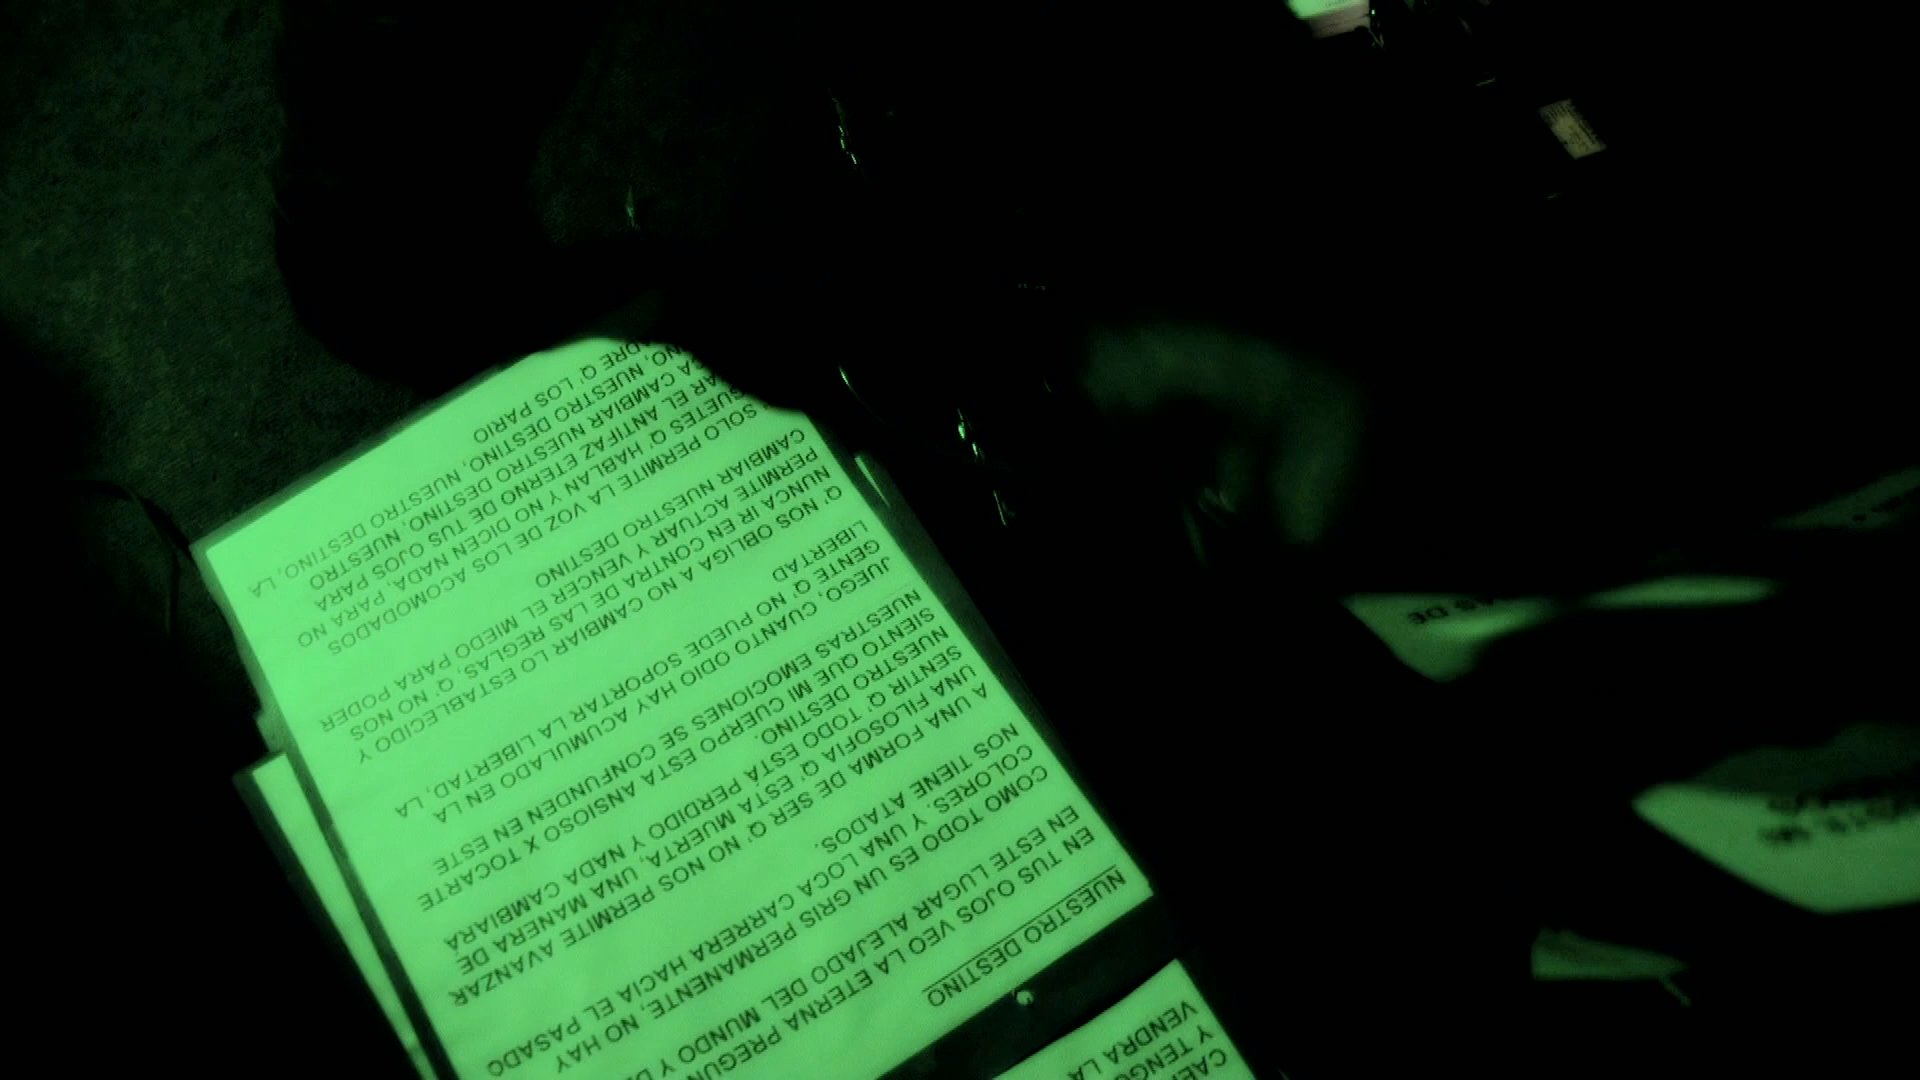 Y TENGO
VENDRA LA
NUESTRO DESTINO
EN TUS OJOS VEO LA ETERNA
EN ESTE LUGAR ALEJADO DEL MUNDO Y
COMO TODO ES UN GRIS PERMANENTE, NO HAY
COLORES. Y UNA LOCA CARRERA HACIA EL PASADO
NOS TIENE ATADOS.
A UNA FORMA DE SER Q' NO NOS PERMITE AVANZAR
UNA FILOSOFIA Q' ESTÁ MUERTA, UNA MANERA DE
SENTIR Q' TODO ESTÁ PERDIDO Y NADA CAMBIARA
NUESTRO DESTINO.
SIENTO QUE MI CUERPO ESTA ANSIOSO X TOCARTE
NUESTRAS EMOCIONES SE CONFUNDEN EN ESTE
JUEGO, CUANTO ODIO HAY ACUMULADO EN LA
GENTE Q' NO PUEDE SOPORTAR LA LIBERTAD, LA
LIBERTAD
Q' NOS OBLIGA A NO CAMBIAR LO ESTABLECIDO Y
NUNCA IR EN CONTRA DE LAS REGLAS, Q' NO NOS
PERMITE ACTUAR Y VENCER EL MIEDO PARA PODER
CAMBIAR NUESTRO DESTINO
SOLO PERMITE LA VOZ DE LOS ACOMODADOS
Q' HABLAN Y NO DICEN NADA, PARA NO
EL ANTIFAZ ETERNO DE TUS OJOS PARA
CAMBIAR NUESTRO DESTINO, NUESTRO
NUESTRO DESTINO, NUESTRO DESTINO, LA
Q' LOS PARIO
DE